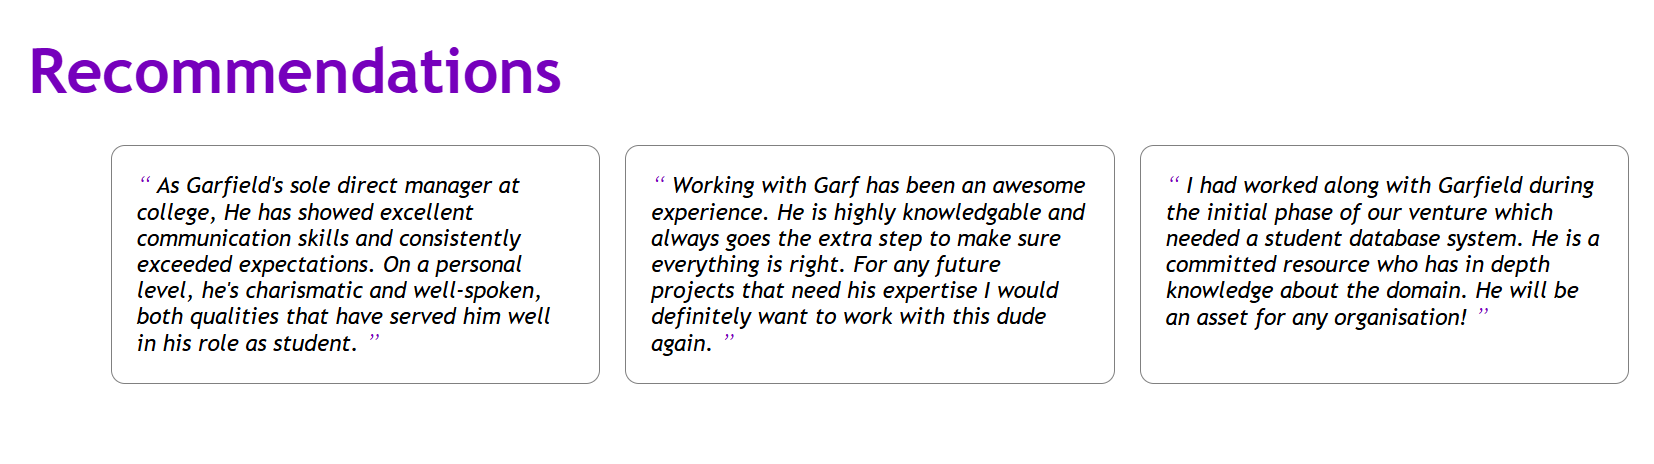 Recommendations
“ As Garfield's sole direct manager at
college, He has showed excellent
communication skills and consistently
exceeded expectations. On a personal
level, he's charismatic and well-spoken,
both qualities that have served him well
in his role as student. ”
“ Working with Garf has been an awesome
experience. He is highly knowledgable and
always goes the extra step to make sure
everything is right. For any future
projects that need his expertise I would
definitely want to work with this dude
again. ”
“ I had worked along with Garfield during
the initial phase of our venture which
needed a student database system. He is a
committed resource who has in depth
knowledge about the domain. He will be
an asset for any organisation! ”